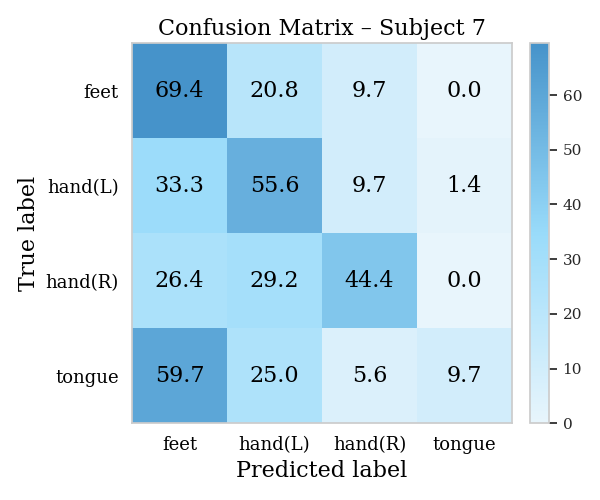 Confusion Matrix – Subject 7
feet 69.4 20.8 9.7 0.0
hand(L) 33.3 55.6 9.7 1.4
hand(R) 26.4 29.2 44.4 0.0
tongue 59.7 25.0 5.6 9.7
feet hand(L) hand(R) tongue
Predicted label
True label
60
50
40
30
20
10
0